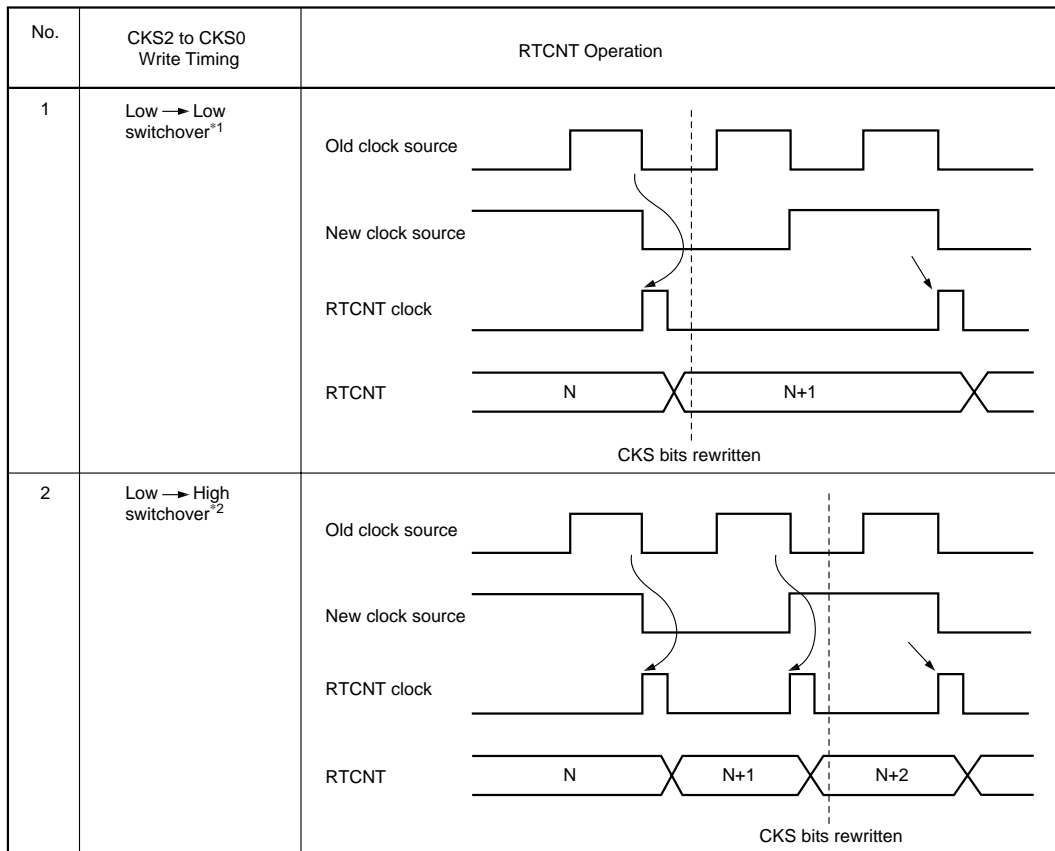 No.
CKS2 to CKS0
Write Timing
RTCNT Operation
1
Low → Low
switchover*1
Old clock source
New clock source
RTCNT clock
RTCNT
N
N+1
CKS bits rewritten
2
Low → High
switchover*2
Old clock source
New clock source
RTCNT clock
RTCNT
N
N+1
N+2
CKS bits rewritten